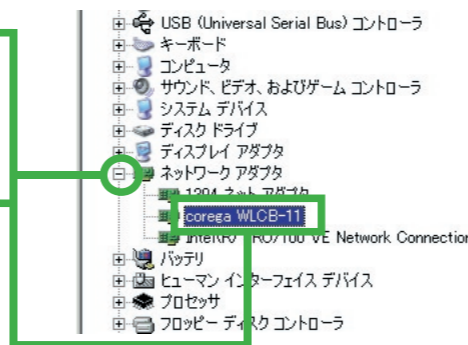 USB (Universal Serial Bus) コントローラ
キーボード
コンピュータ
サウンド、ビデオ、およびゲーム コントローラ
システム デバイス
ディスク ドライブ
ディスプレイ アダプタ
ネットワーク アダプタ
1394 ネット アダプタ
corega WLCB-11
Intel(R) PRO/100 VE Network Connection
バッテリ
ヒューマン インターフェイス デバイス
プロセッサ
フロッピー ディスク コントローラ